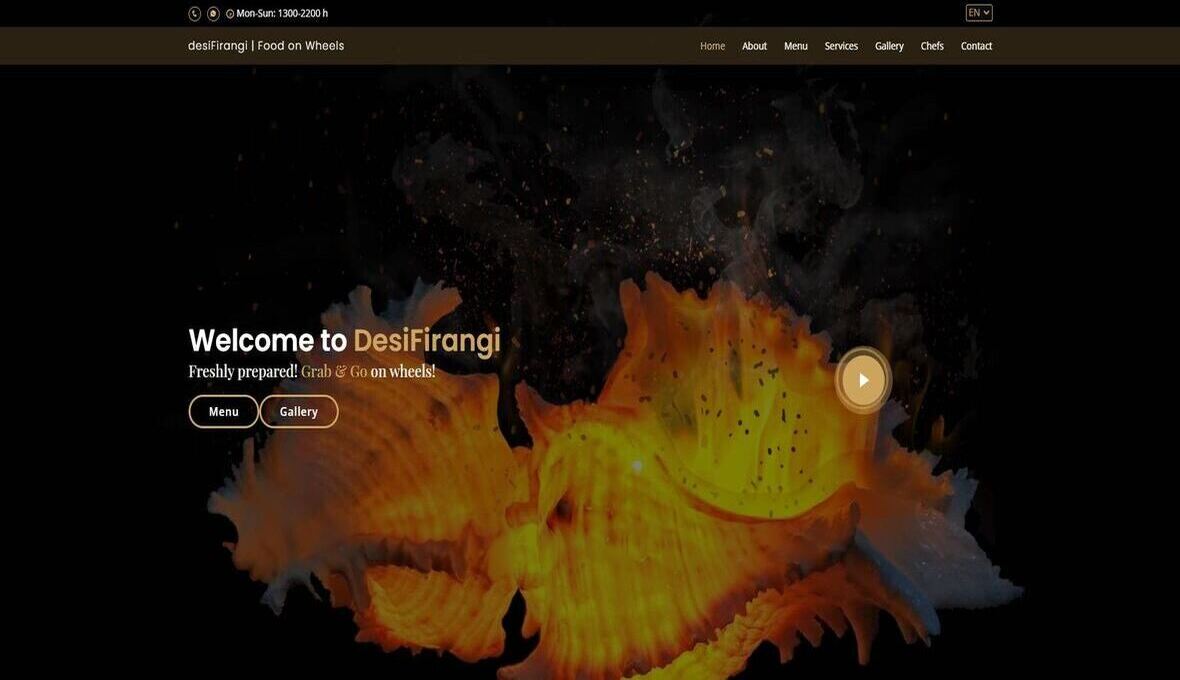 Mon-Sun: 1300-2200 h
EN
desiFirangi | Food on Wheels
Home About Menu Services Gallery Chefs Contact
Welcome to DesiFirangi
Freshly prepared! Grab & Go on wheels!
Menu Gallery